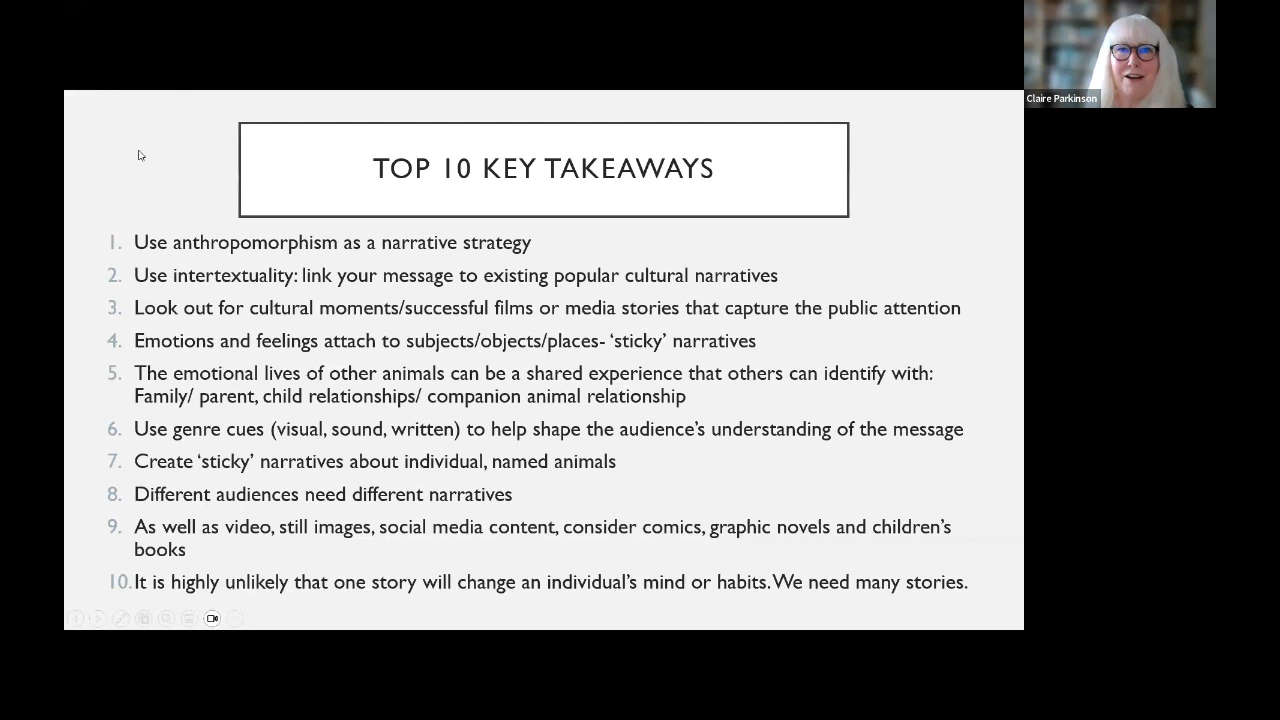 Claire Parkinson
TOP 10 KEY TAKEAWAYS
1. Use anthropomorphism as a narrative strategy
2. Use intertextuality: link your message to existing popular cultural narratives
3. Look out for cultural moments/successful films or media stories that capture the public attention
4. Emotions and feelings attach to subjects/objects/places- ‘sticky’ narratives
5. The emotional lives of other animals can be a shared experience that others can identify with:
Family/ parent, child relationships/ companion animal relationship
6. Use genre cues (visual, sound, written) to help shape the audience’s understanding of the message
7. Create ‘sticky’ narratives about individual, named animals
8. Different audiences need different narratives
9. As well as video, still images, social media content, consider comics, graphic novels and children’s
books
10. It is highly unlikely that one story will change an individual’s mind or habits. We need many stories.